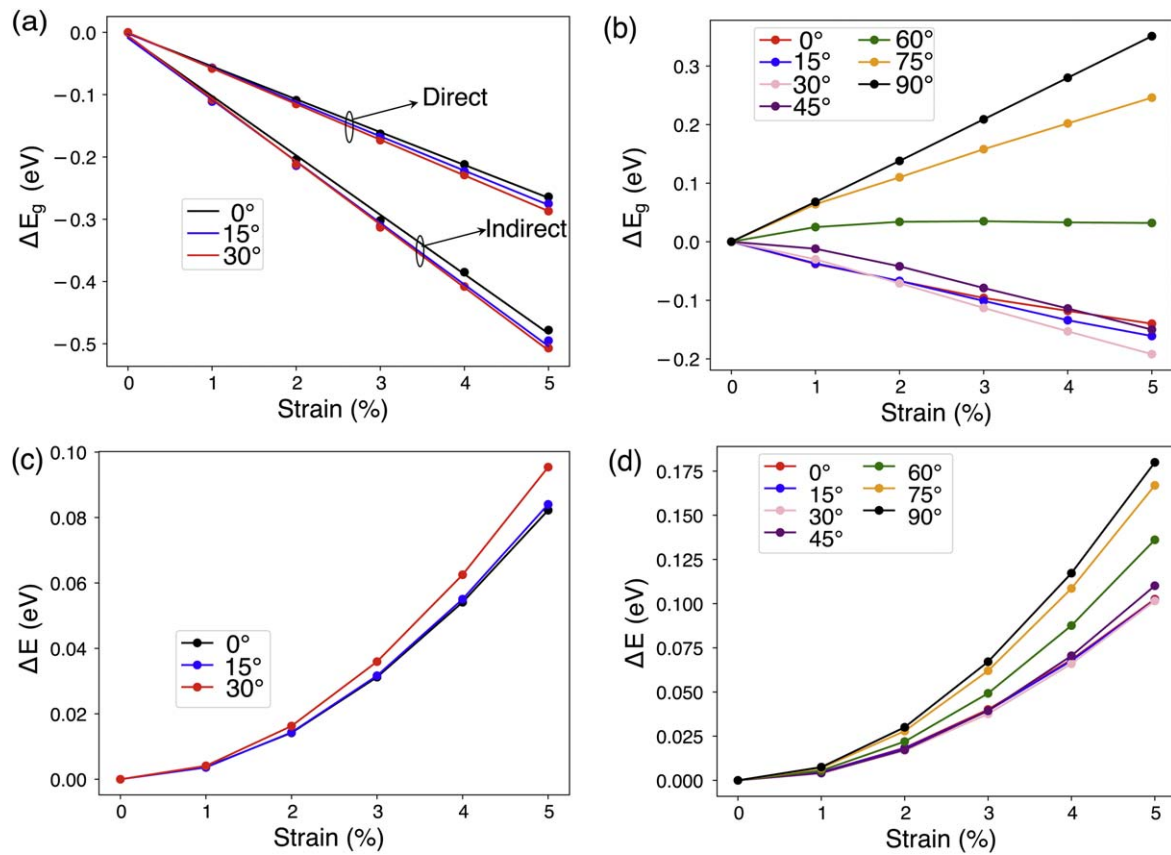 (a)
0.0
−0.1
−0.2
−0.3
−0.4
−0.5
ΔE_g (eV)
Direct
Indirect
0°
15°
30°
0 1 2 3 4 5
Strain (%)
(b)
0.3
0.2
0.1
0.0
−0.1
−0.2
ΔE_g (eV)
0° 60°
15° 75°
30° 90°
45°
0 1 2 3 4 5
Strain (%)
(c)
0.10
0.08
0.06
0.04
0.02
0.00
ΔE (eV)
0°
15°
30°
0 1 2 3 4 5
Strain (%)
(d)
0.175
0.150
0.125
0.100
0.075
0.050
0.025
0.000
ΔE (eV)
0° 60°
15° 75°
30° 90°
45°
0 1 2 3 4 5
Strain (%)